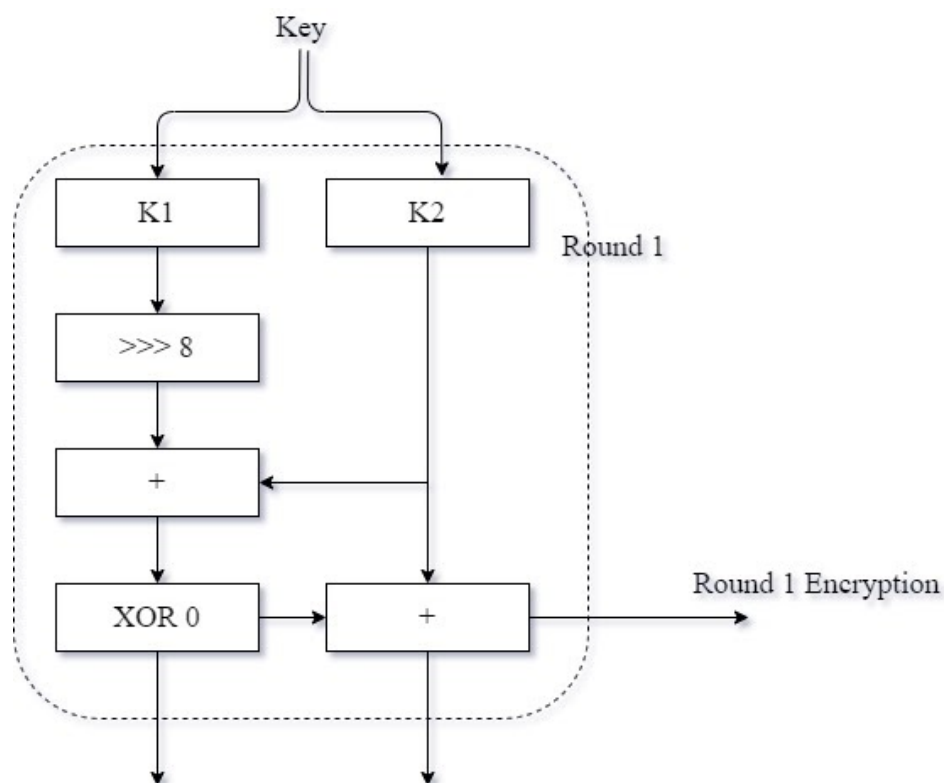 Key
K1
K2
Round 1
>>> 8
+
Round 1 Encryption
XOR 0
+